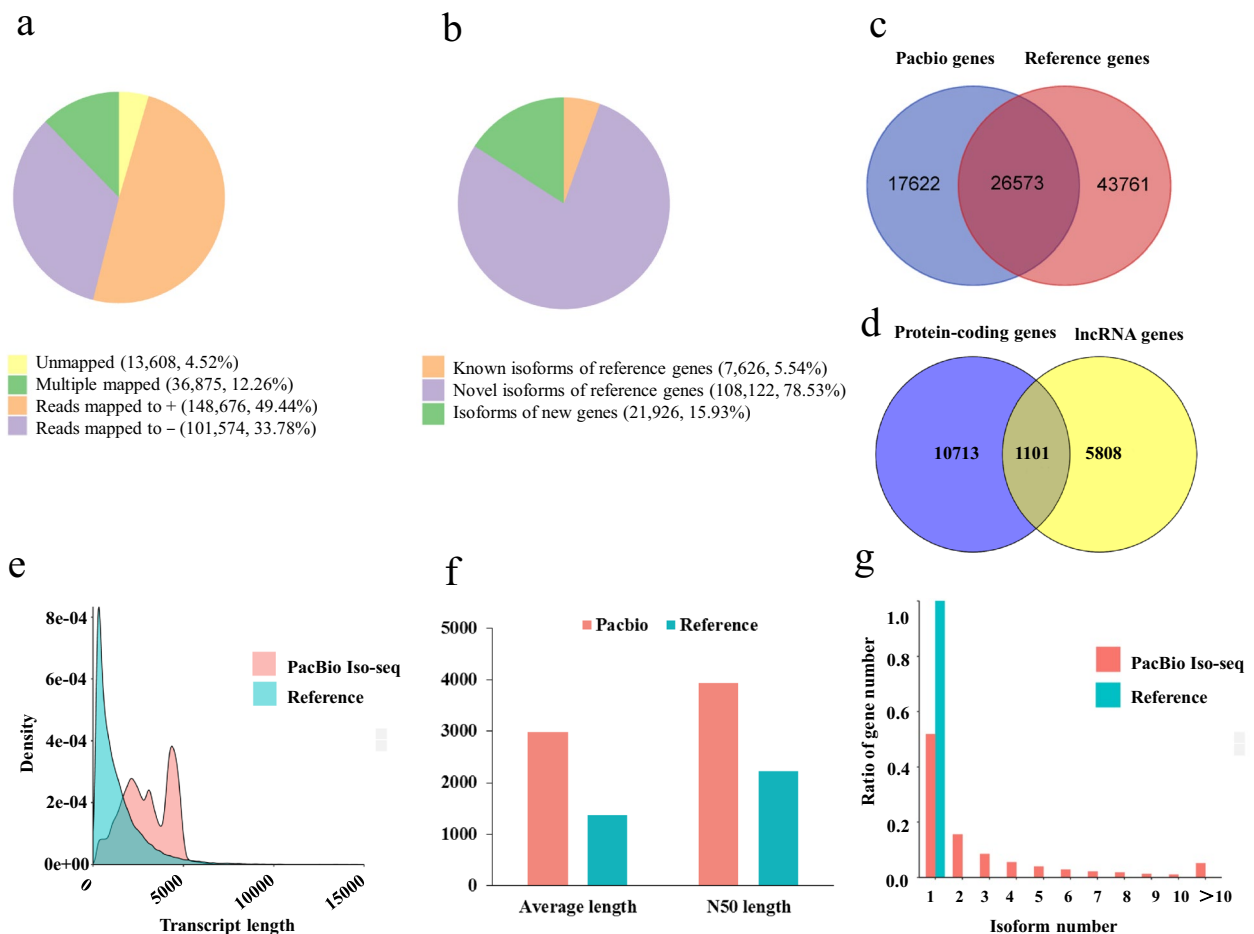 a
Unmapped (13,608, 4.52%)
Multiple mapped (36,875, 12.26%)
Reads mapped to + (148,676, 49.44%)
Reads mapped to − (101,574, 33.78%)
b
Known isoforms of reference genes (7,626, 5.54%)
Novel isoforms of reference genes (108,122, 78.53%)
Isoforms of new genes (21,926, 15.93%)
c
Pacbio genes Reference genes
17622 26573 43761
d
Protein-coding genes lncRNA genes
10713 1101 5808
e
8e-04
6e-04
4e-04
2e-04
0e+00
Density
PacBio Iso-seq
Reference
0 5000 10000 15000
Transcript length
f
5000
4000
3000
2000
1000
0
Pacbio Reference
Average length N50 length
g
1.0
0.8
0.6
0.4
0.2
0.0
Ratio of gene number
PacBio Iso-seq
Reference
1 2 3 4 5 6 7 8 9 10 >10
Isoform number